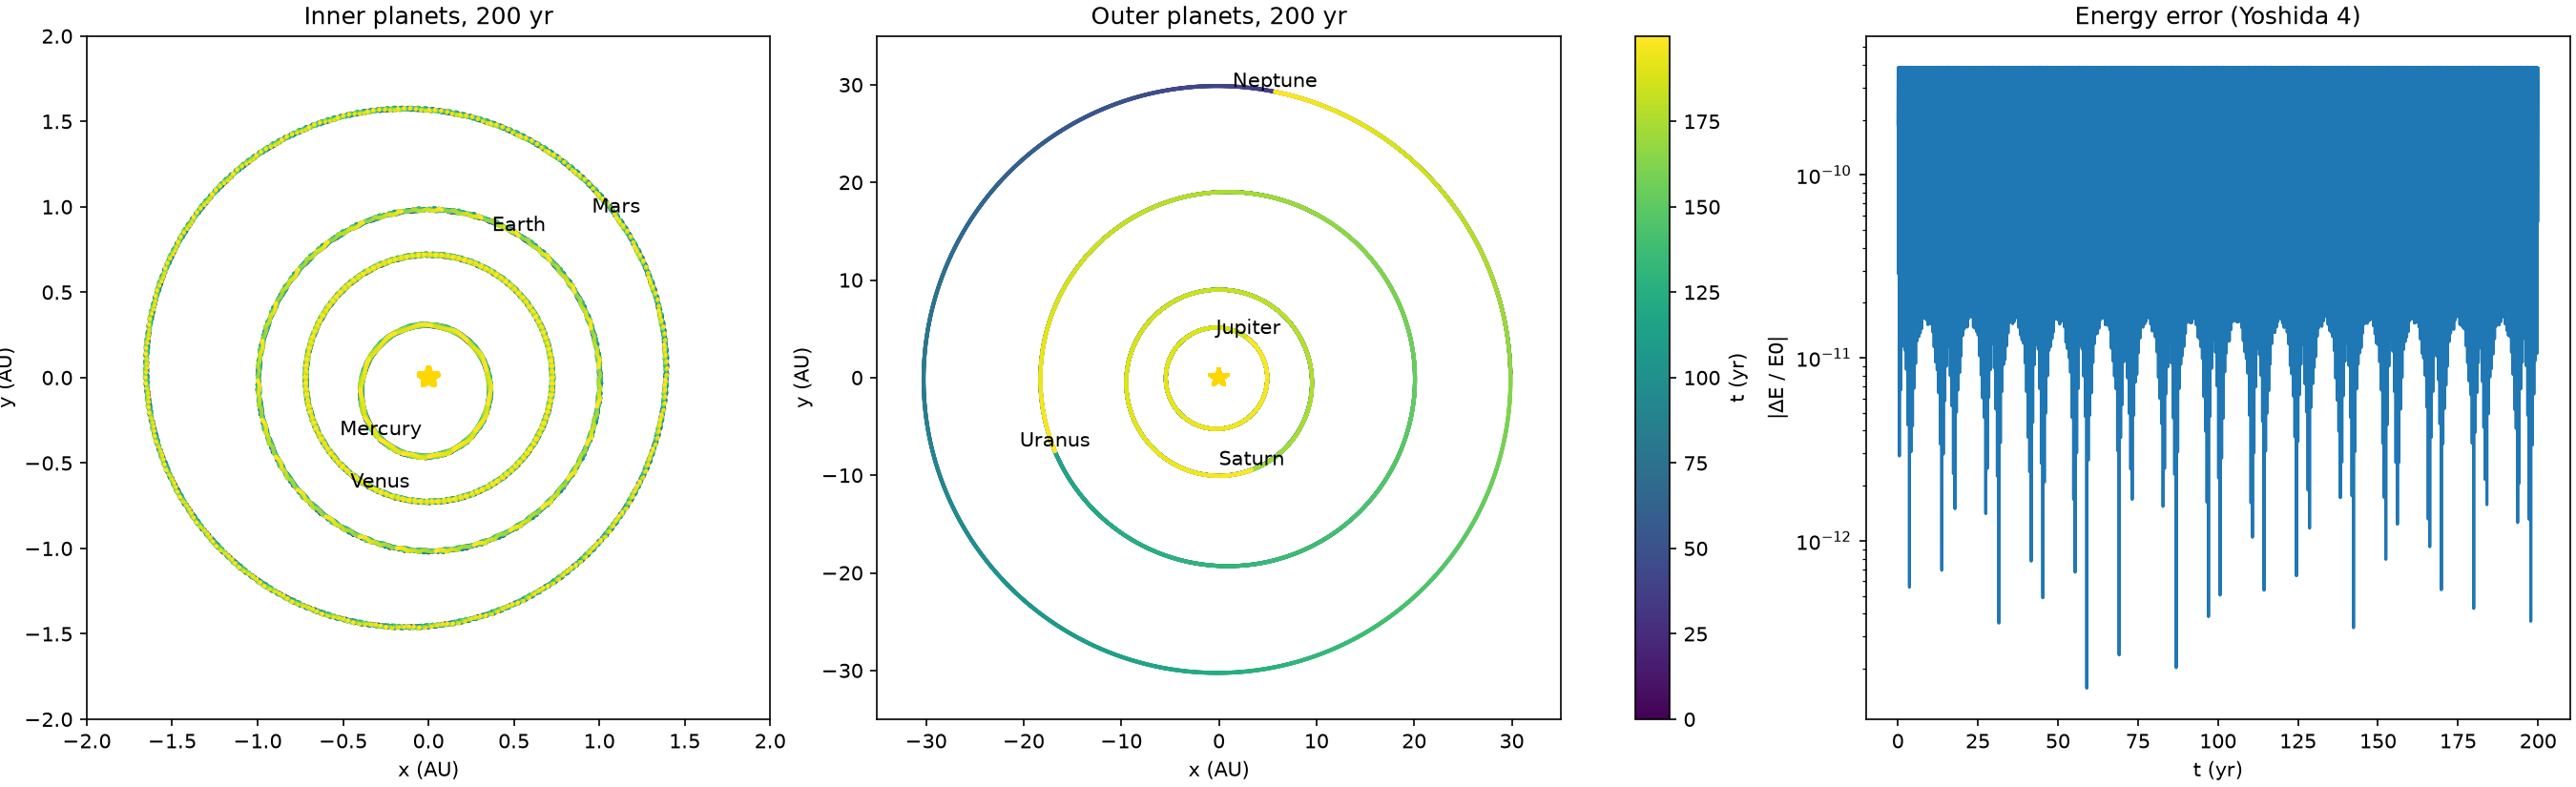 Inner planets, 200 yr
2.0
1.5
1.0
0.5
0.0
−0.5
−1.0
−1.5
−2.0
y (AU)
Mars
Earth
Mercury
Venus
−2.0 −1.5 −1.0 −0.5 0.0 0.5 1.0 1.5 2.0
x (AU)
Outer planets, 200 yr
30
20
10
0
−10
−20
−30
y (AU)
Neptune
Jupiter
Uranus
Saturn
−30 −20 −10 0 10 20 30
x (AU)
175
150
125
100
75
50
25
0
t (yr)
Energy error (Yoshida 4)
10⁻¹⁰
10⁻¹¹
10⁻¹²
|ΔE / E0|
0 25 50 75 100 125 150 175 200
t (yr)